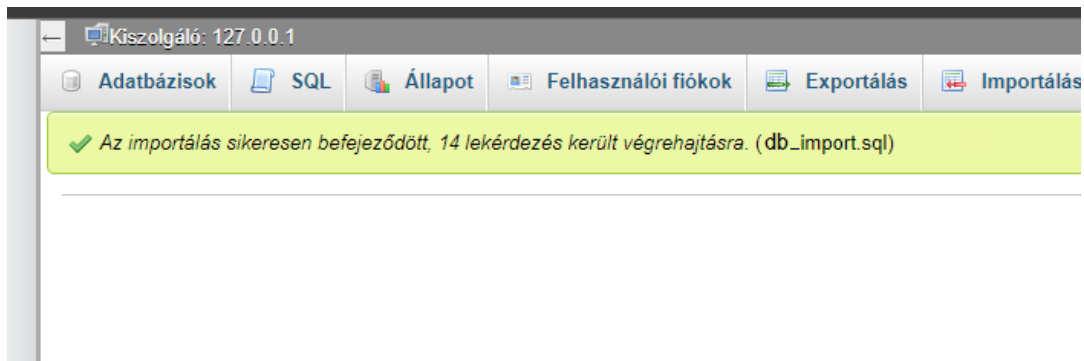 Kiszolgáló: 127.0.0.1
Adatbázisok SQL Állapot Felhasználói fiókok Exportálás Importálás
Az importálás sikeresen befejeződött, 14 lekérdezés került végrehajtásra. (db_import.sql)